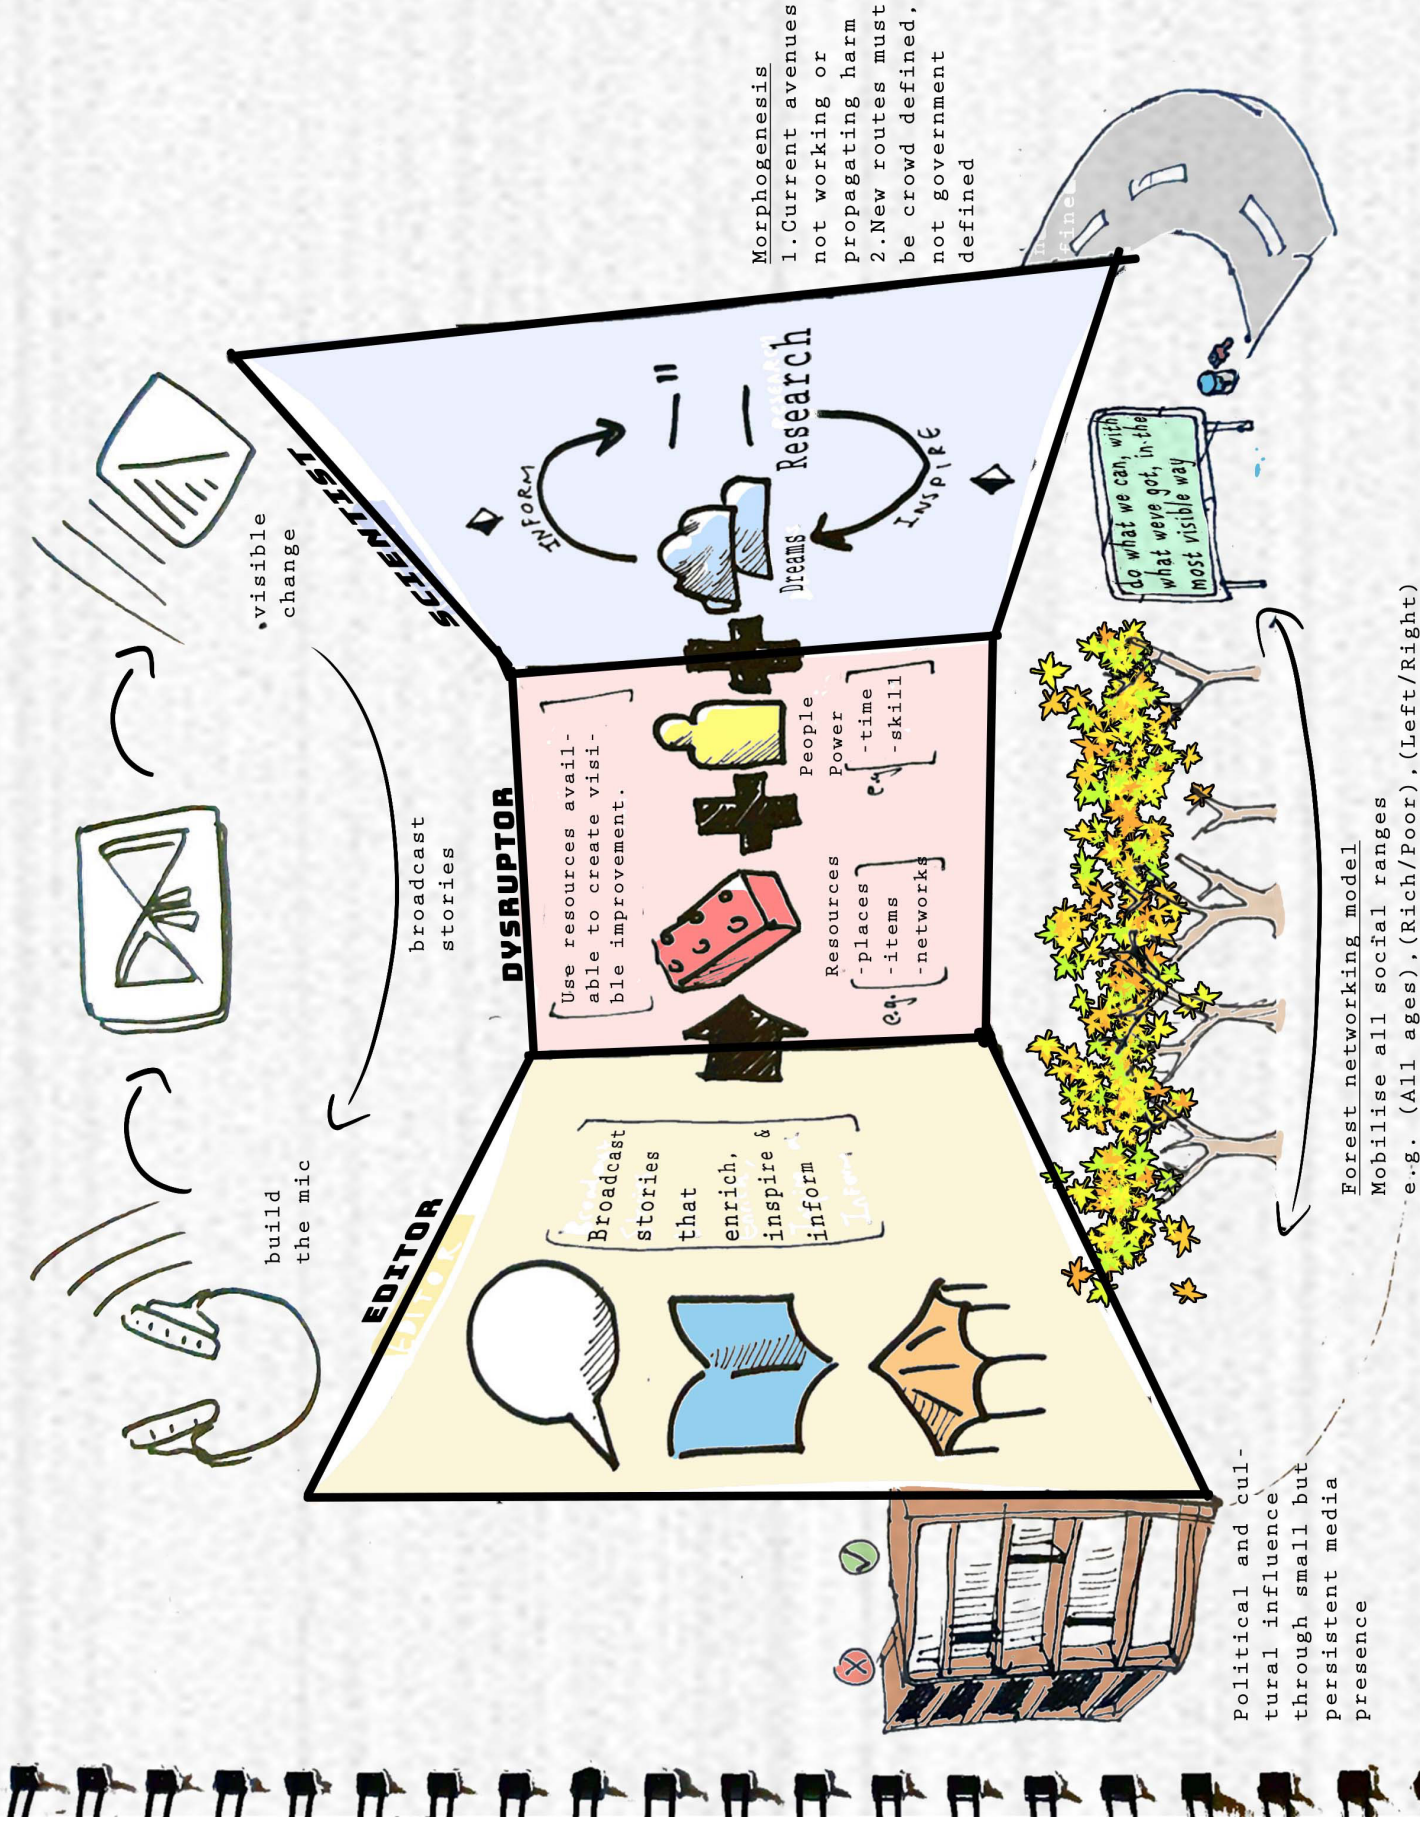 build
the mic
broadcast
stories
.visible
change
EDITOR
Broadcast
stories
that
enrich,
inspire &
inform
DYSRUPTOR
Use resources avail-
able to create visi-
ble improvement.
Resources
e.g.
-places
-items
-networks
People
Power
e.g
-time
-skill
SCIENTIST
INFORM
Dreams
Research
INSPIRE
Morphogenesis
1.Current avenues
not working or
propagating harm
2.New routes must
be crowd defined,
not government
defined
do what we can, with
what weve got, in the
most visible way
Political and cul-
tural influence
through small but
persistent media
presence
Forest networking model
Mobilise all social ranges
e.g. (All ages),(Rich/Poor),(Left/Right)